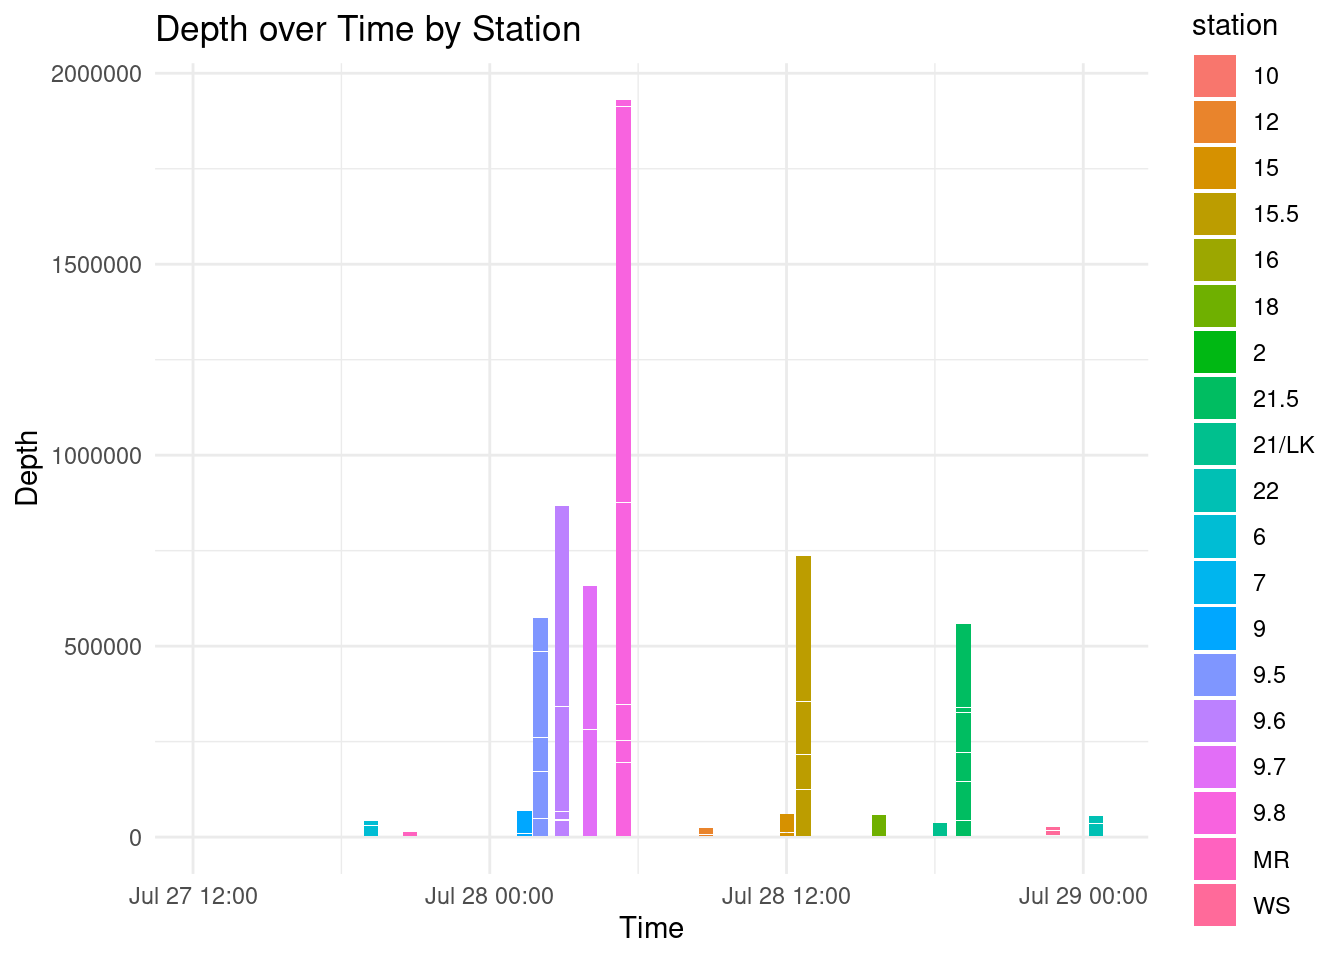 Depth over Time by Station
station
10
12
15
15.5
16
18
2
21.5
21/LK
22
6
7
9
9.5
9.6
9.7
9.8
MR
WS
Depth
2000000
1500000
1000000
500000
0
Jul 27 12:00
Jul 28 00:00
Jul 28 12:00
Jul 29 00:00
Time